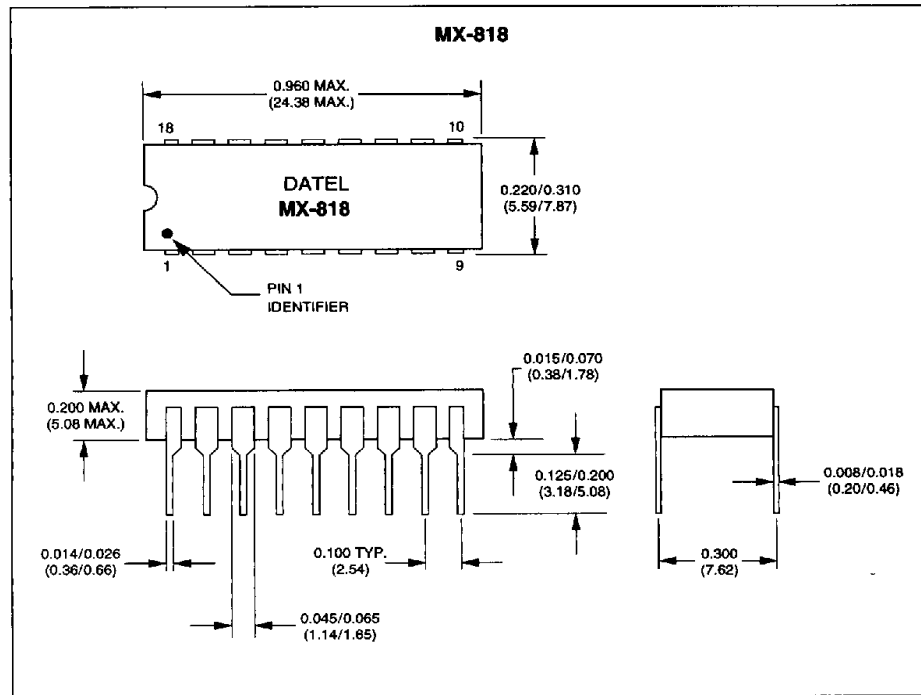 MX-818
0.960 MAX.
(24.38 MAX.)
18
10
DATEL
MX-818
0.220/0.310
(5.59/7.87)
1
9
PIN 1
IDENTIFIER
0.015/0.070
(0.38/1.78)
0.200 MAX.
(5.08 MAX.)
0.125/0.200
(3.18/5.08)
0.008/0.018
(0.20/0.46)
0.014/0.026
(0.36/0.66)
0.100 TYP.
(2.54)
0.300
(7.62)
0.045/0.065
(1.14/1.65)